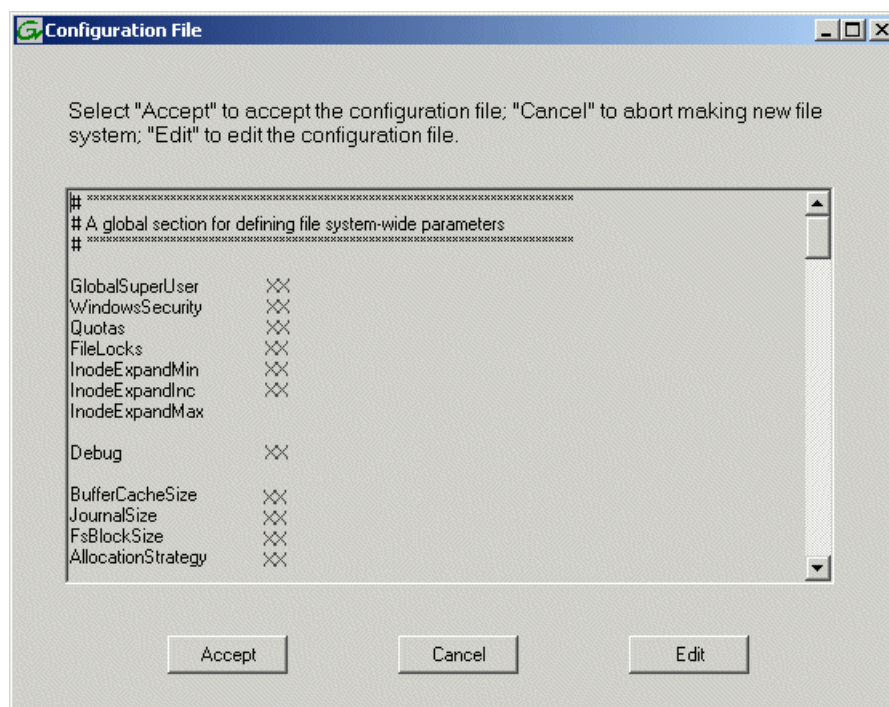 Configuration File
Select "Accept" to accept the configuration file; "Cancel" to abort making new file
system; "Edit" to edit the configuration file.
# ******************************************************************************
# A global section for defining file system-wide parameters
# ******************************************************************************
GlobalSuperUser XX
WindowsSecurity XX
Quotas XX
FileLocks XX
InodeExpandMin XX
InodeExpandInc XX
InodeExpandMax
Debug XX
BufferCacheSize XX
JournalSize XX
FsBlockSize XX
AllocationStrategy XX
Accept Cancel Edit